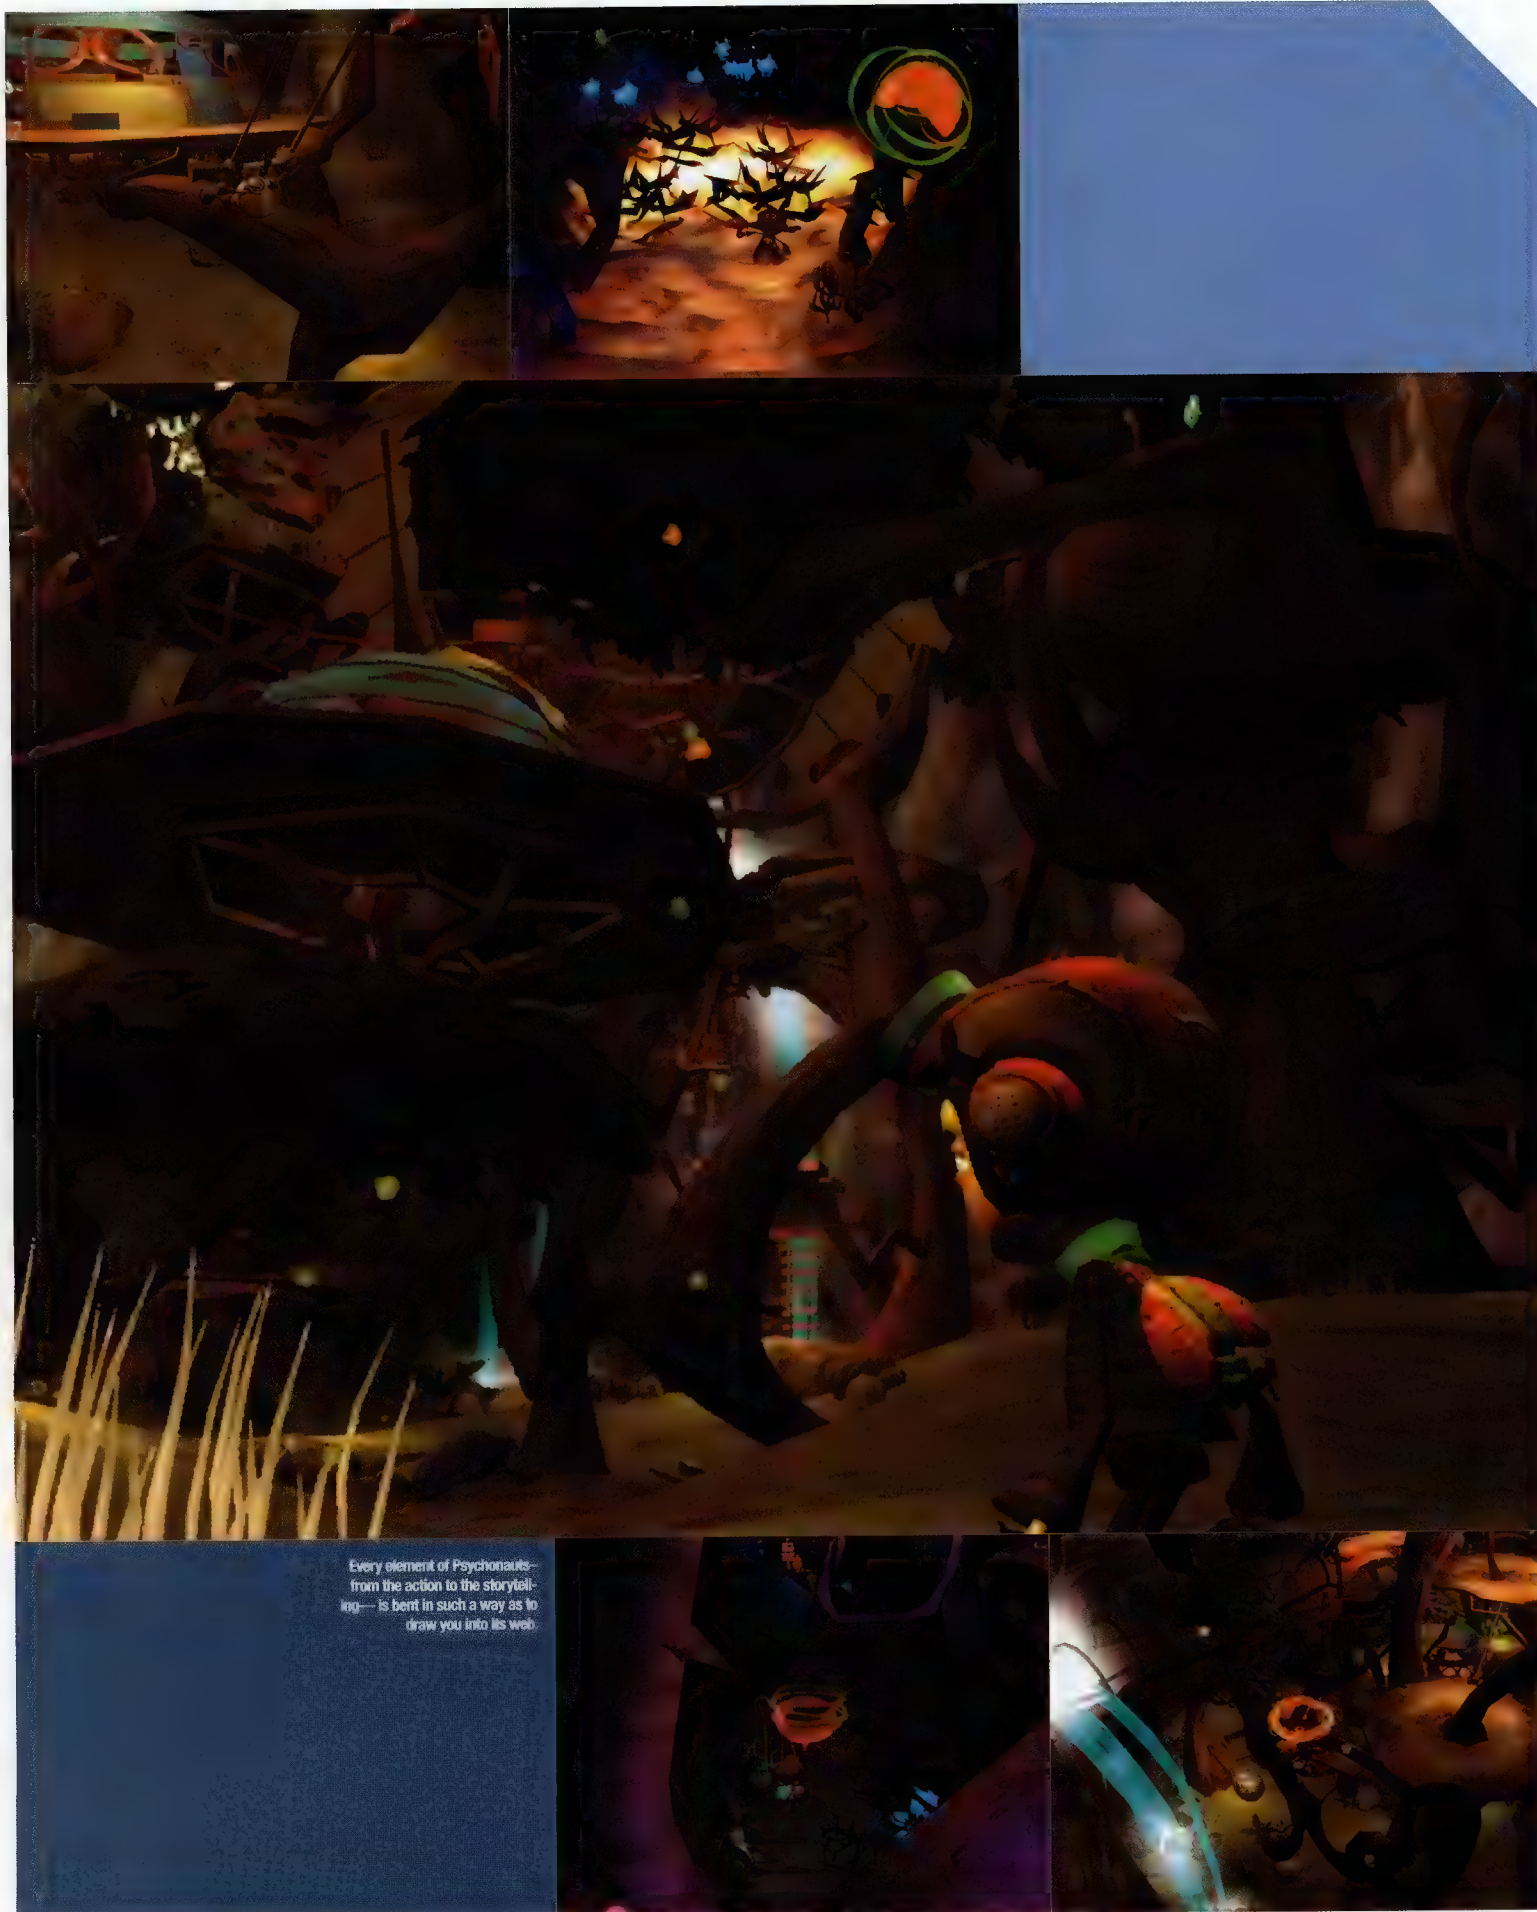 Every element of Psychonauts—
from the action to the storytell-
ing— is bent in such a way as to
draw you into its web.